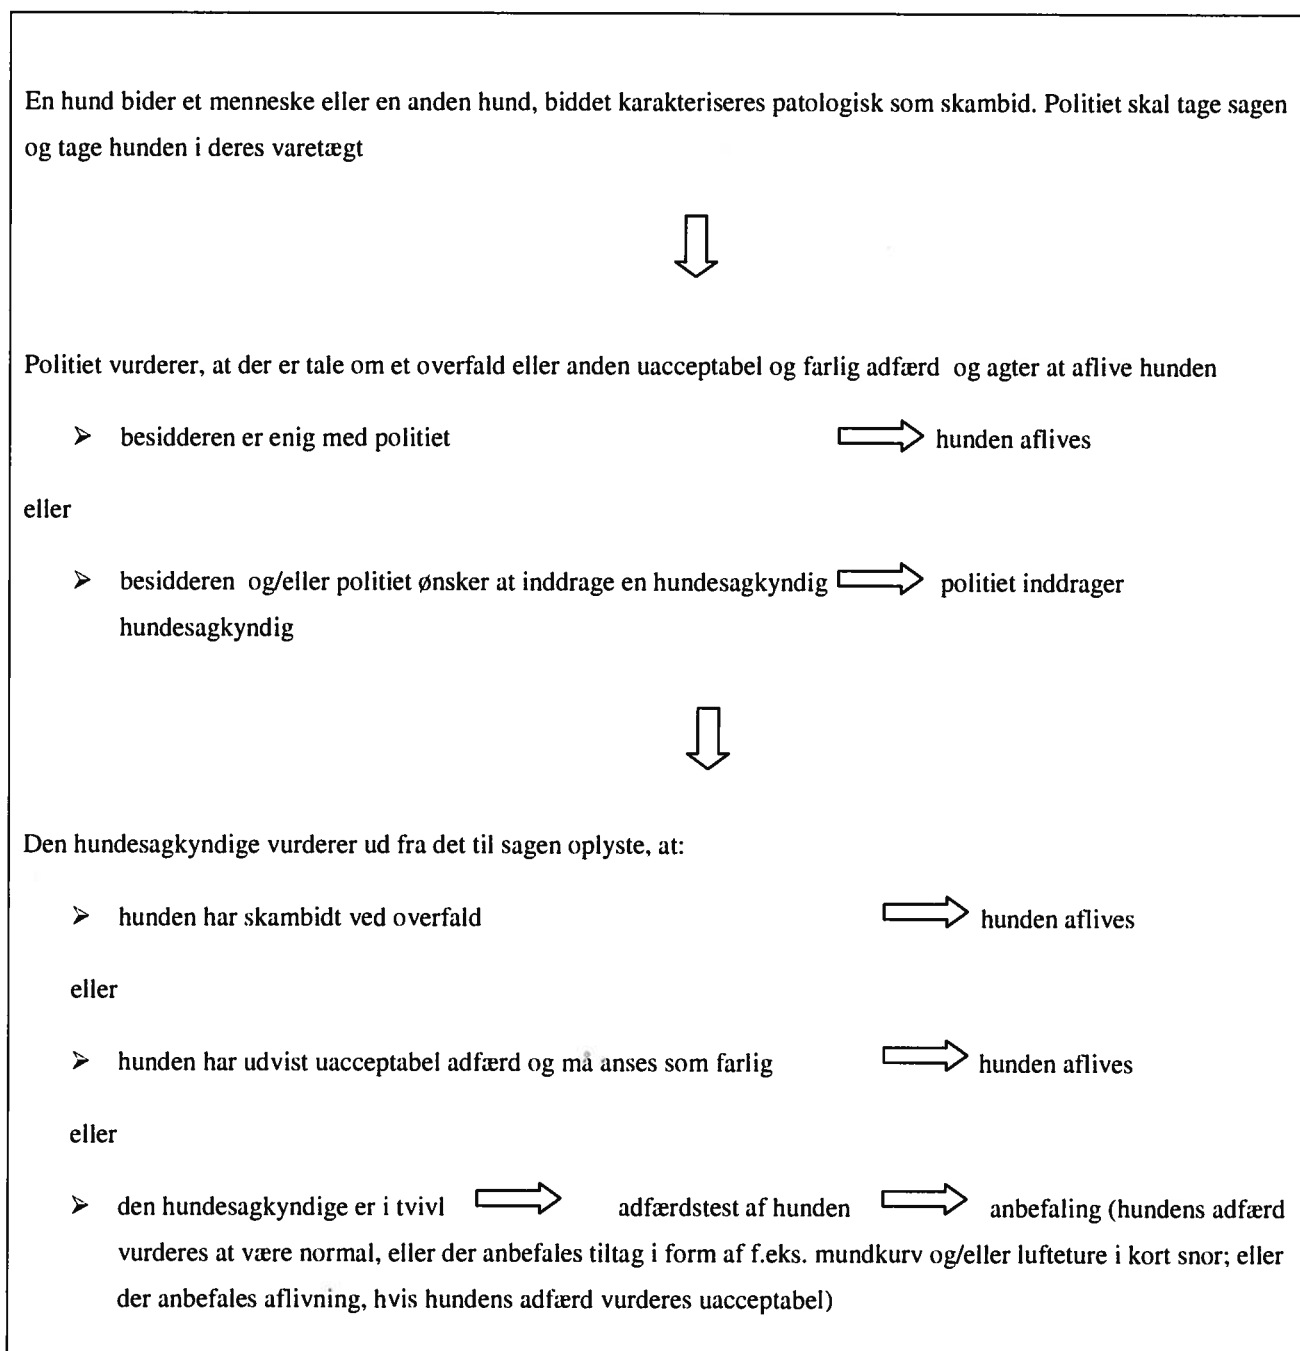 En hund bider et menneske eller en anden hund, biddet karakteriseres patologisk som skambid. Politiet skal tage sagen
og tage hunden i deres varetægt
Politiet vurderer, at der er tale om et overfald eller anden uacceptabel og farlig adfærd og agter at aflive hunden
➢ besidderen er enig med politiet ⇨ hunden aflives
eller
➢ besidderen og/eller politiet ønsker at inddrage en hundesagkyndig ⇨ politiet inddrager
hundesagkyndig
Den hundesagkyndige vurderer ud fra det til sagen oplyste, at:
➢ hunden har skambidt ved overfald ⇨ hunden aflives
eller
➢ hunden har udvist uacceptabel adfærd og må anses som farlig ⇨ hunden aflives
eller
➢ den hundesagkyndige er i tvivl ⇨ adfærdstest af hunden ⇨ anbefaling (hundens adfærd
vurderes at være normal, eller der anbefales tiltag i form af f.eks. mundkurv og/eller lufteture i kort snor; eller
der anbefales aflivning, hvis hundens adfærd vurderes uacceptabel)